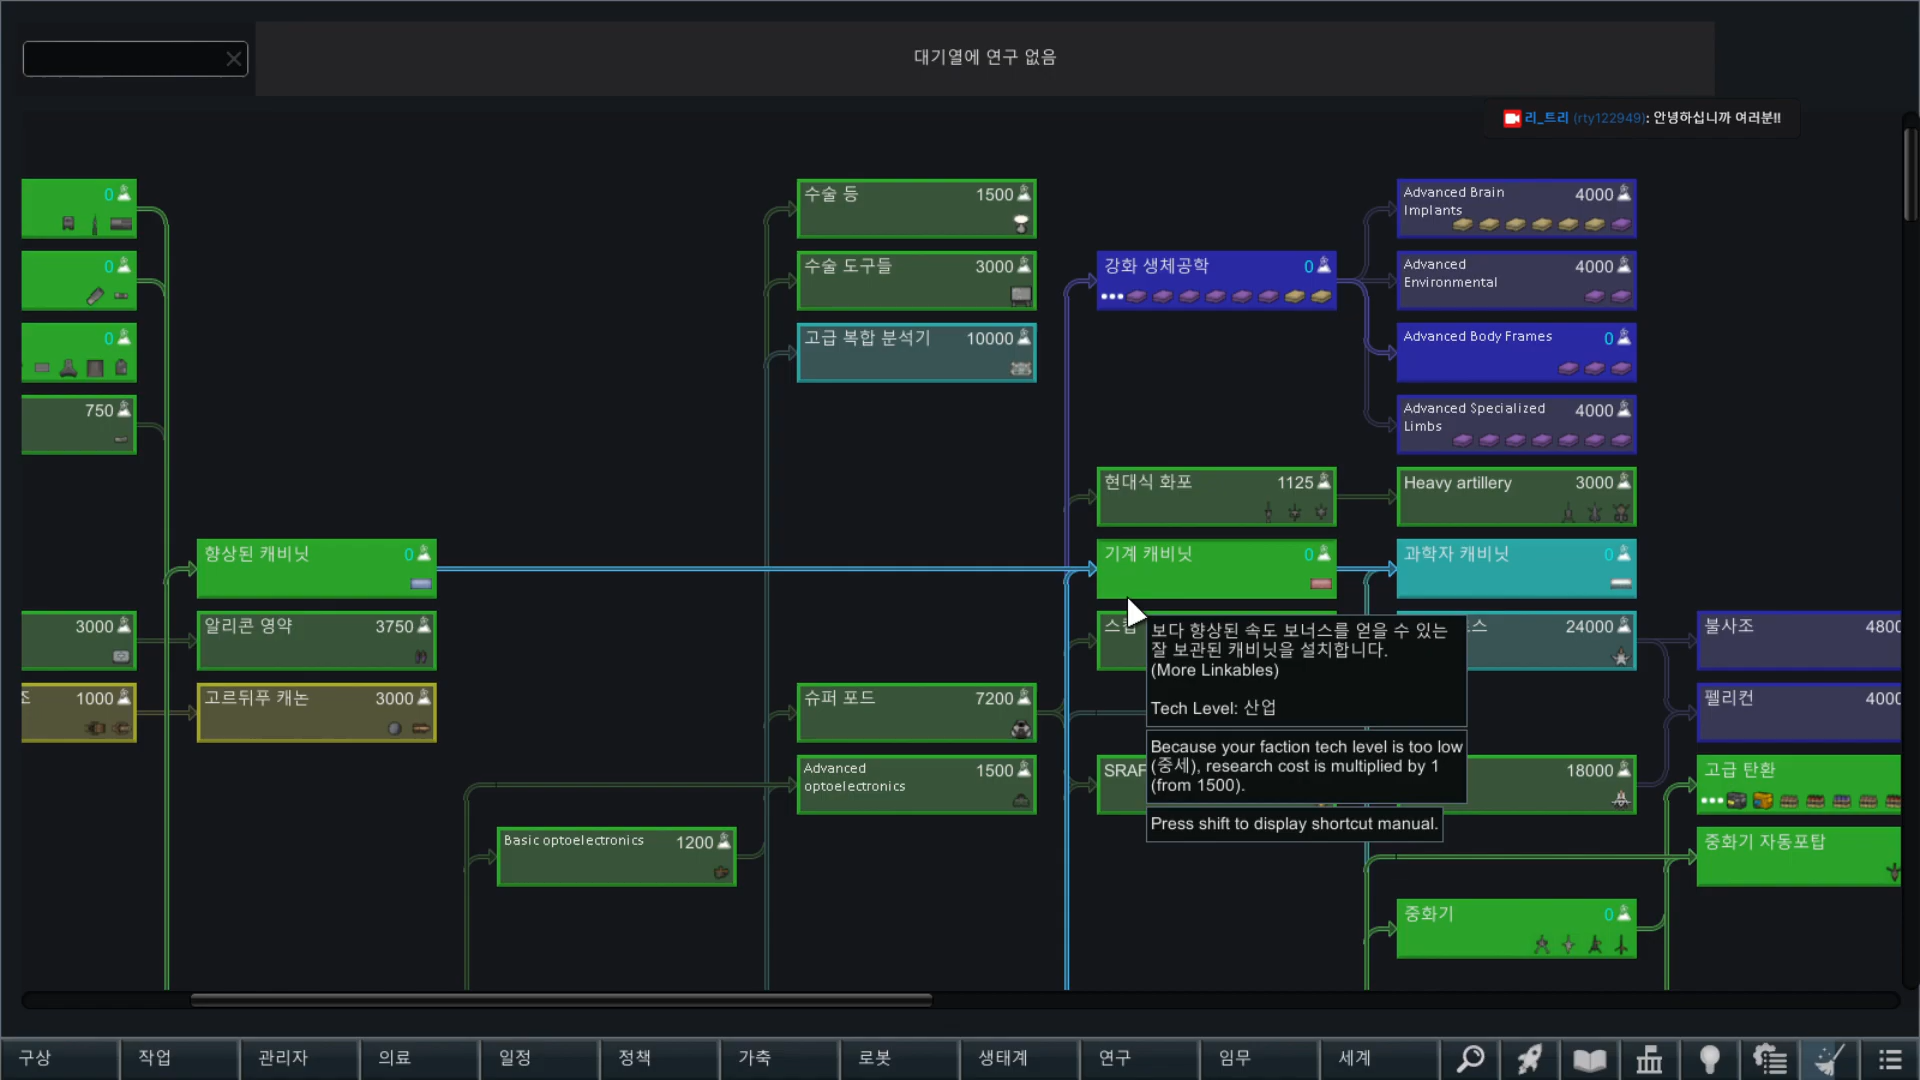 대기열에 연구 없음
리_트리 (rty122949): 안녕하십니까 여러분!!
0
0
0
750
3000
조 1000
향상된 캐비닛 0
알리콘 영약 3750
고르뒤푸 캐논 3000
Basic optoelectronics 1200
수술 등 1500
수술 도구들 3000
고급 복합 분석기 10000
슈퍼 포드 7200
Advanced
optoelectronics 1500
강화 생체공학 0
현대식 화포 1125
기계 캐비닛 0
SRAF
Advanced Brain
Implants 4000
Advanced
Environmental 4000
Advanced Body Frames 0
Advanced Specialized
Limbs 4000
Heavy artillery 3000
과학자 캐비닛 0
스 24000
18000
중화기 0
불사조 4800
펠리컨 4000
고급 탄환
중화기 자동포탑
보다 향상된 속도 보너스를 얻을 수 있는
잘 보관된 캐비닛을 설치합니다.
(More Linkables)
Tech Level: 산업
Because your faction tech level is too low
(중세), research cost is multiplied by 1
(from 1500).
Press shift to display shortcut manual.
구상 작업 관리자 의료 일정 정책 가축 로봇 생태계 연구 임무 세계